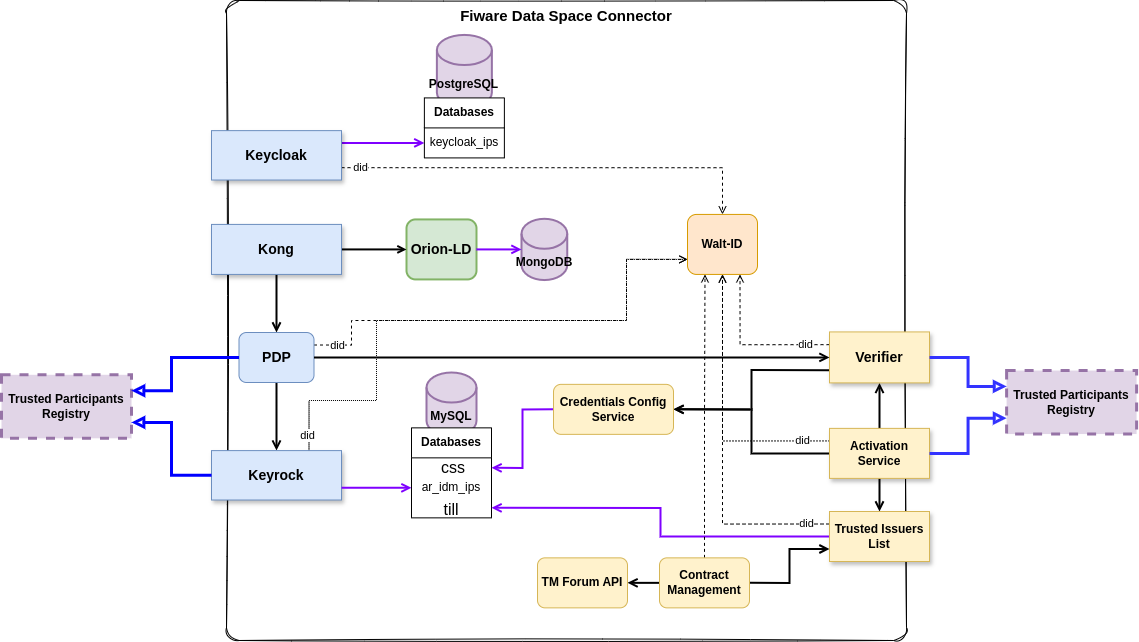 Fiware Data Space Connector
PostgreSQL
Databases
keycloak_ips
Keycloak
did
Kong
Orion-LD
MongoDB
Walt-ID
PDP
did
did
Verifier
Trusted Participants
Registry
Trusted Participants
Registry
MySQL
Databases
css
ar_idm_ips
till
Credentials Config
Service
did
Keyrock
did
Activation
Service
did
Trusted Issuers
List
TM Forum API
Contract
Management